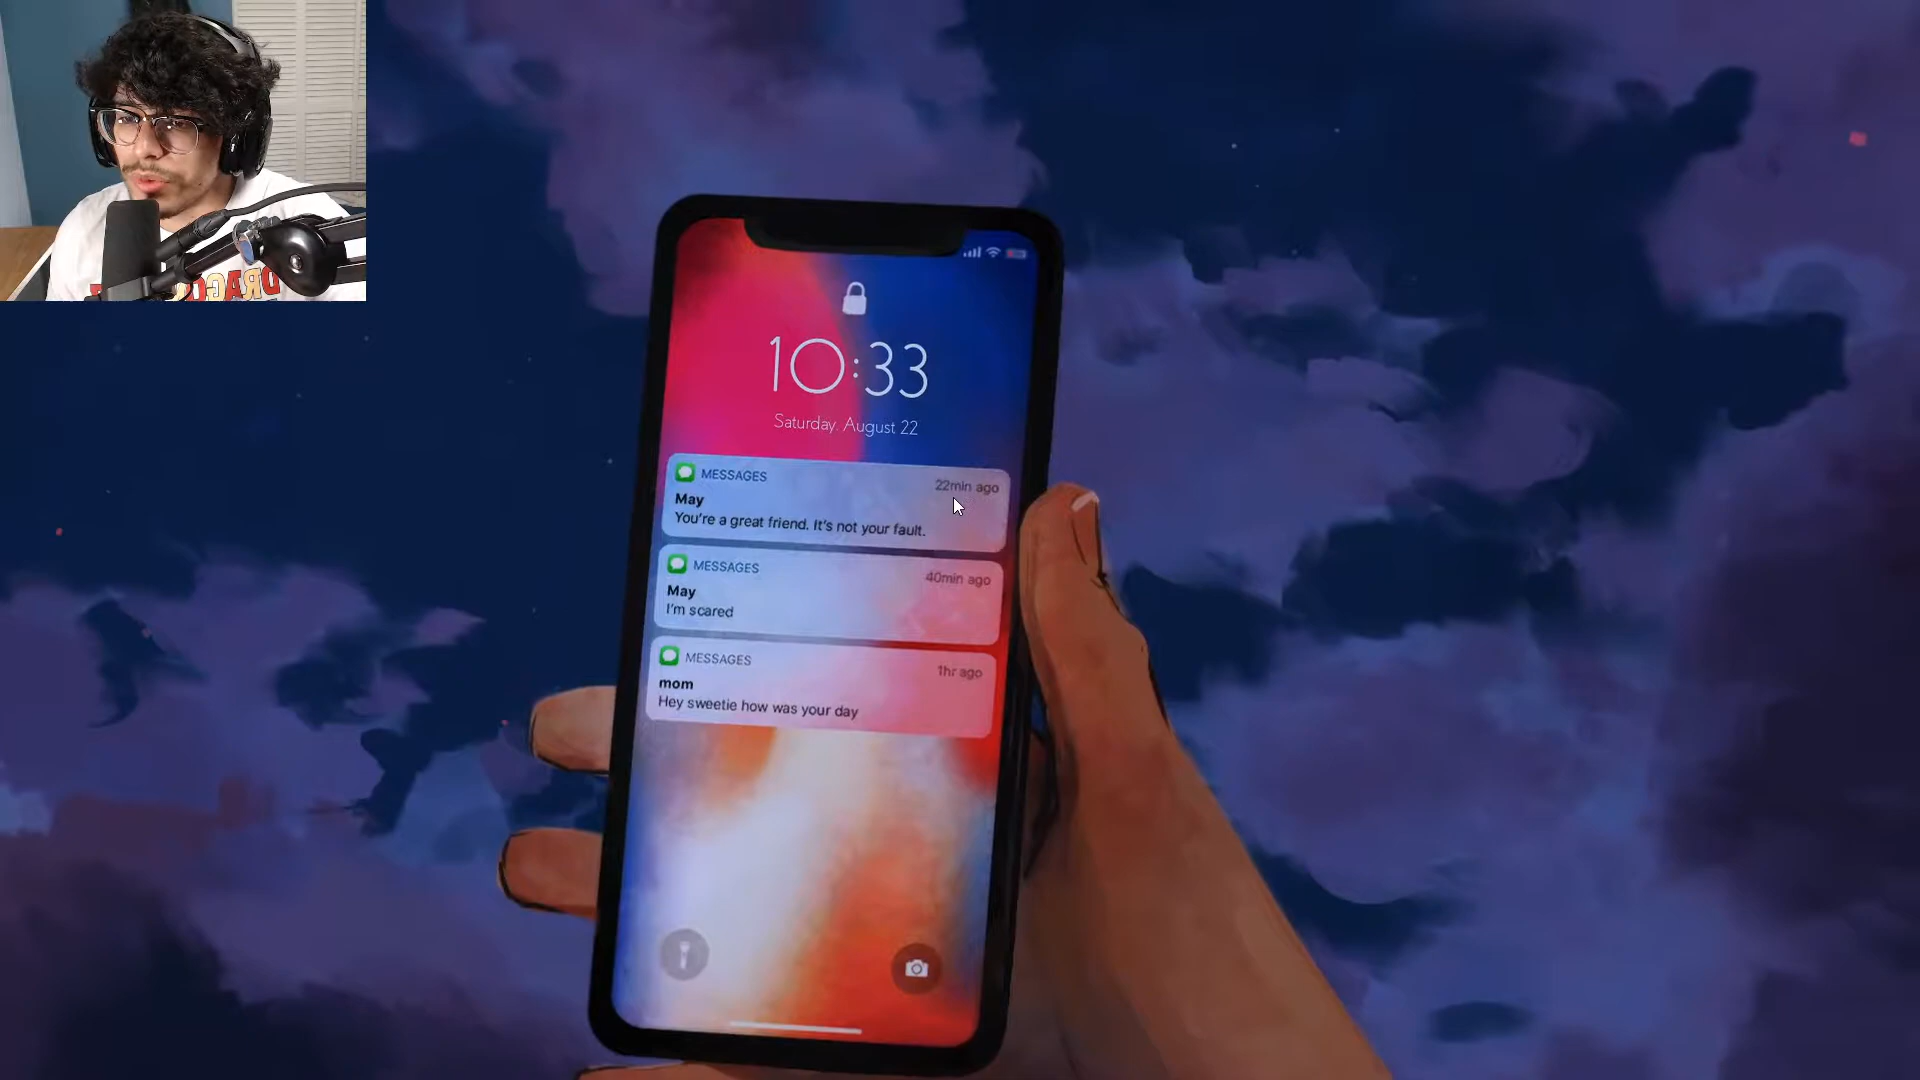 10:33
Saturday. August 22
MESSAGES
22min ago
May
You're a great friend. It's not your fault.
MESSAGES
40min ago
May
I'm scared
MESSAGES
1hr ago
mom
Hey sweetie how was your day